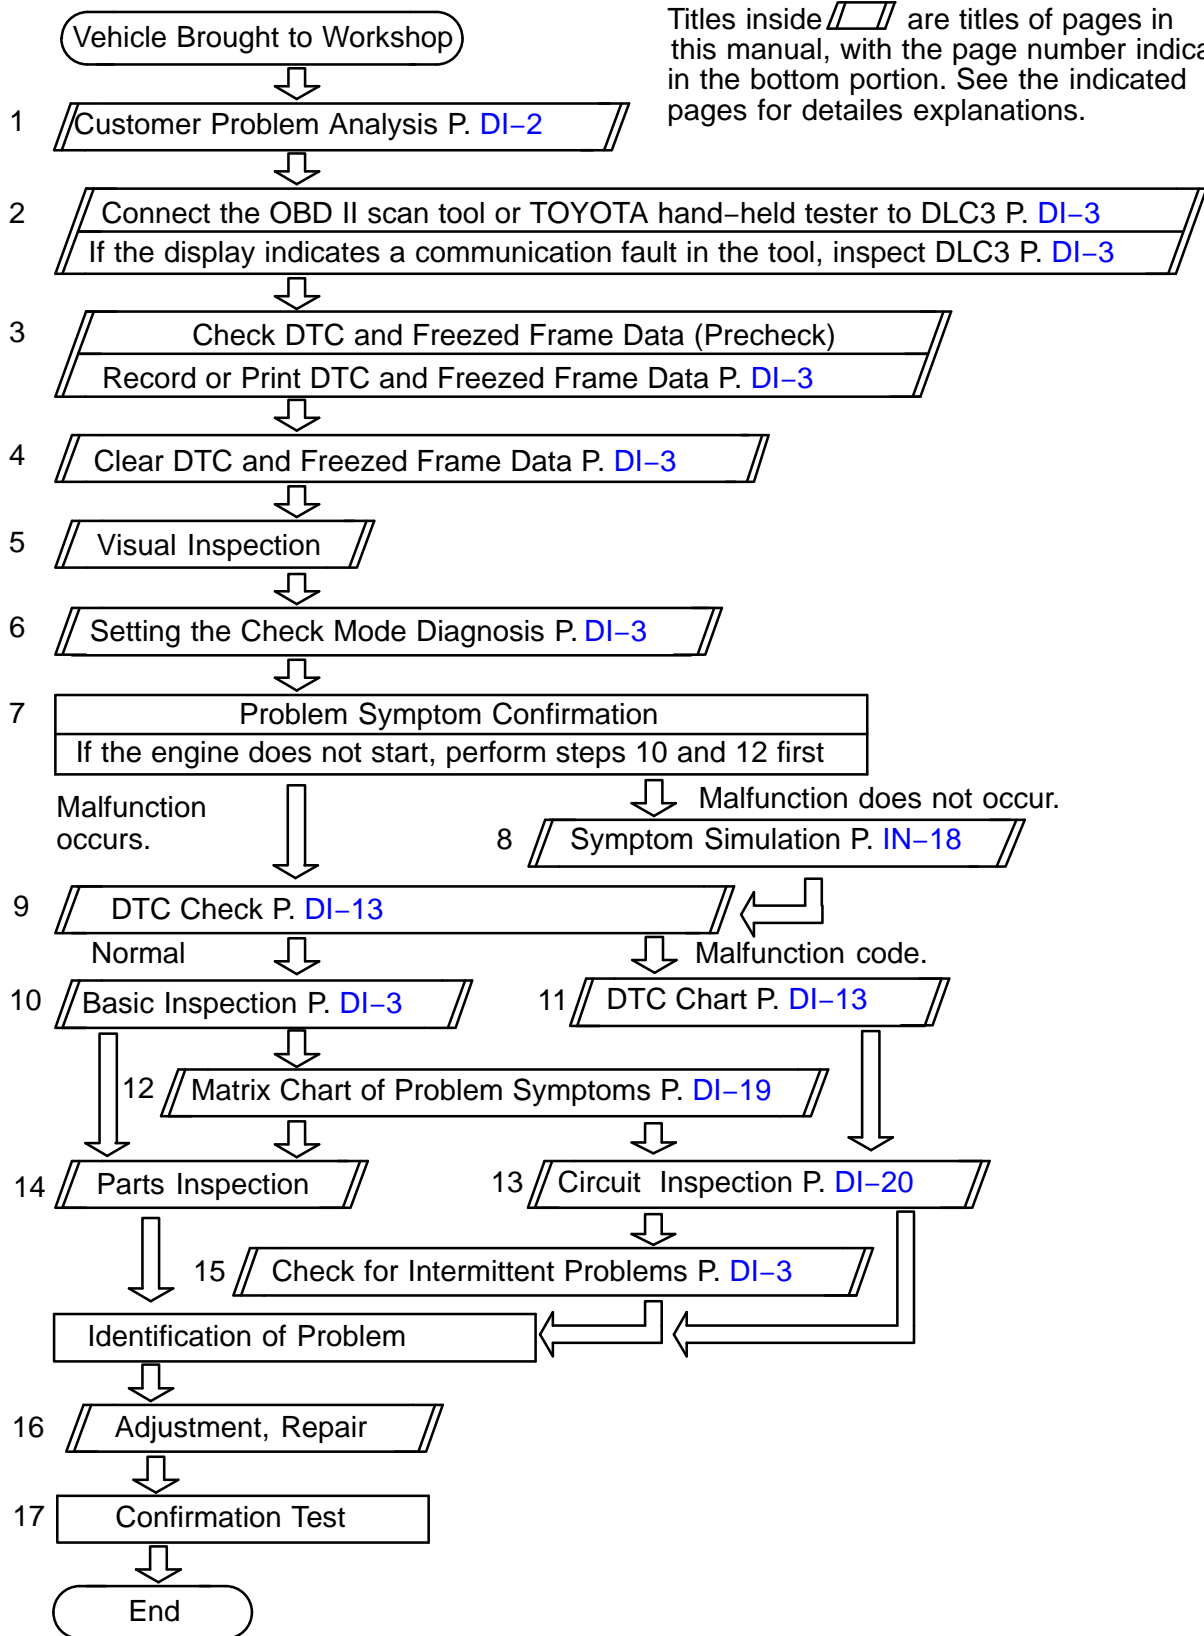 Vehicle Brought to Workshop
Titles inside are titles of pages in
this manual, with the page number
in the bottom portion. See the indicated
pages for detailes explanations.
1 Customer Problem Analysis P. DI–2
2 Connect the OBD II scan tool or TOYOTA hand–held tester to DLC3 P. DI–3
If the display indicates a communication fault in the tool, inspect DLC3 P. DI–3
3 Check DTC and Freezed Frame Data (Precheck)
Record or Print DTC and Freezed Frame Data P. DI–3
4 Clear DTC and Freezed Frame Data P. DI–3
5 Visual Inspection
6 Setting the Check Mode Diagnosis P. DI–3
7 Problem Symptom Confirmation
If the engine does not start, perform steps 10 and 12 first
Malfunction
occurs.
Malfunction does not occur.
8 Symptom Simulation P. IN–18
9 DTC Check P. DI–13
Normal
Malfunction code.
10 Basic Inspection P. DI–3
11 DTC Chart P. DI–13
12 Matrix Chart of Problem Symptoms P. DI–19
14 Parts Inspection
13 Circuit Inspection P. DI–20
15 Check for Intermittent Problems P. DI–3
Identification of Problem
16 Adjustment, Repair
17 Confirmation Test
End